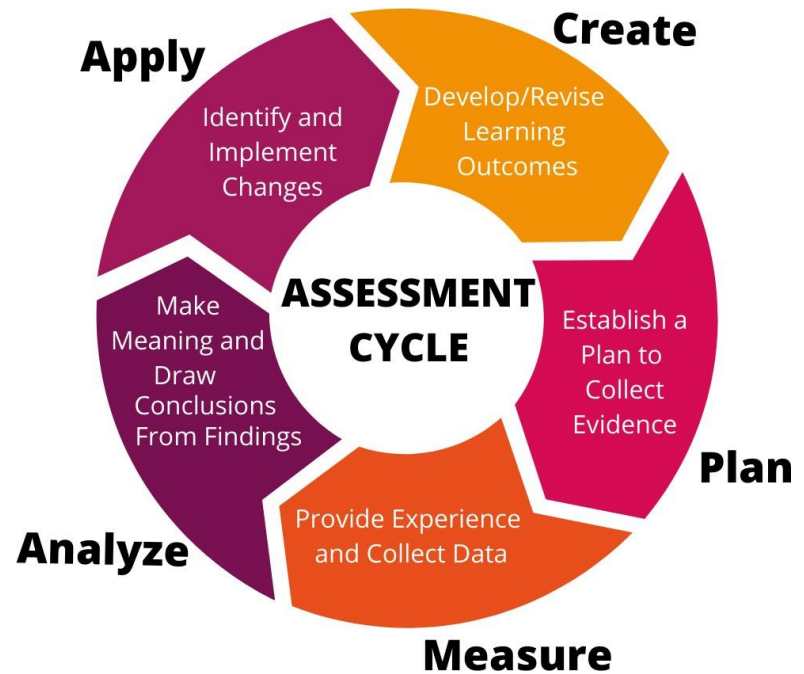 ASSESSMENT
CYCLE
Create
Develop/Revise
Learning
Outcomes
Plan
Establish a
Plan to
Collect
Evidence
Measure
Provide Experience
and Collect Data
Analyze
Make
Meaning and
Draw
Conclusions
From Findings
Apply
Identify and
Implement
Changes